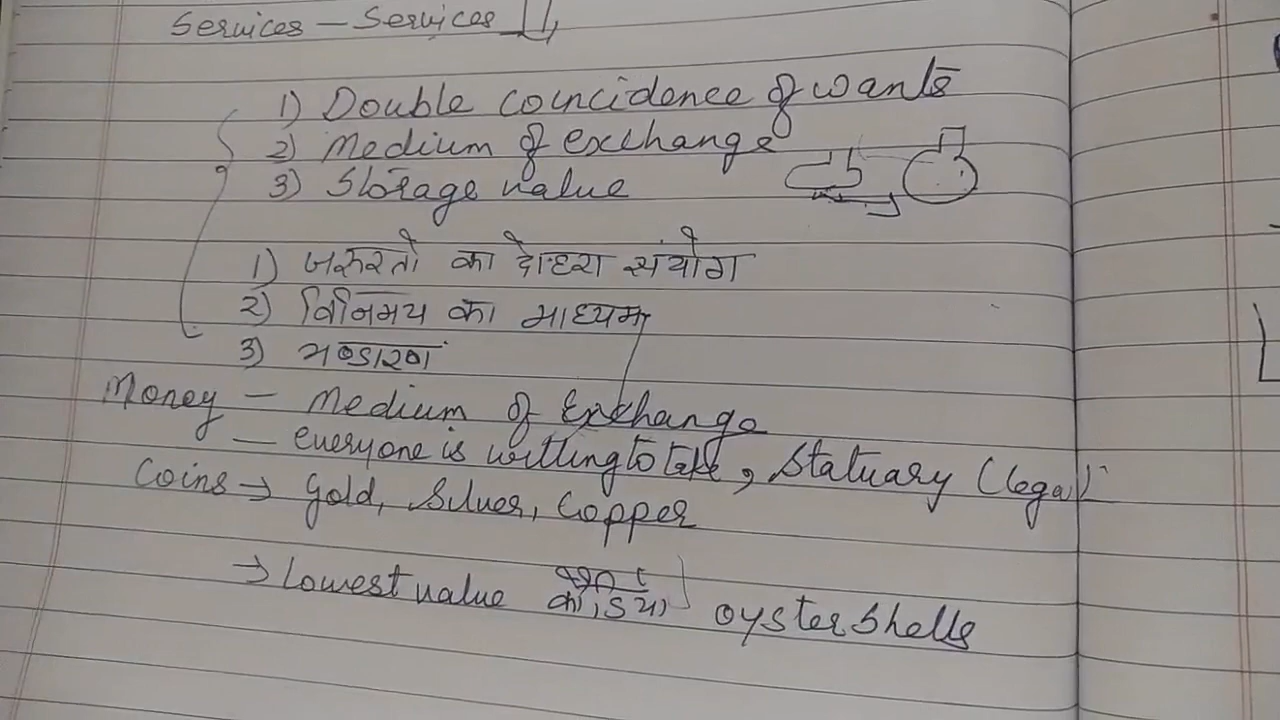 Services - Services
1) Double coincidence of wants
2) Medium of exchange
3) Storage value
1) जरूरतो का दोहरा संयोग
2) विनिमय का माध्यम
3) भण्डारण
Money - Medium of Exchange
- everyone is willing to take, Statuary (legal)
Coins → Gold, Silver, Copper
→ Lowest value कौड़िया oyster Shells